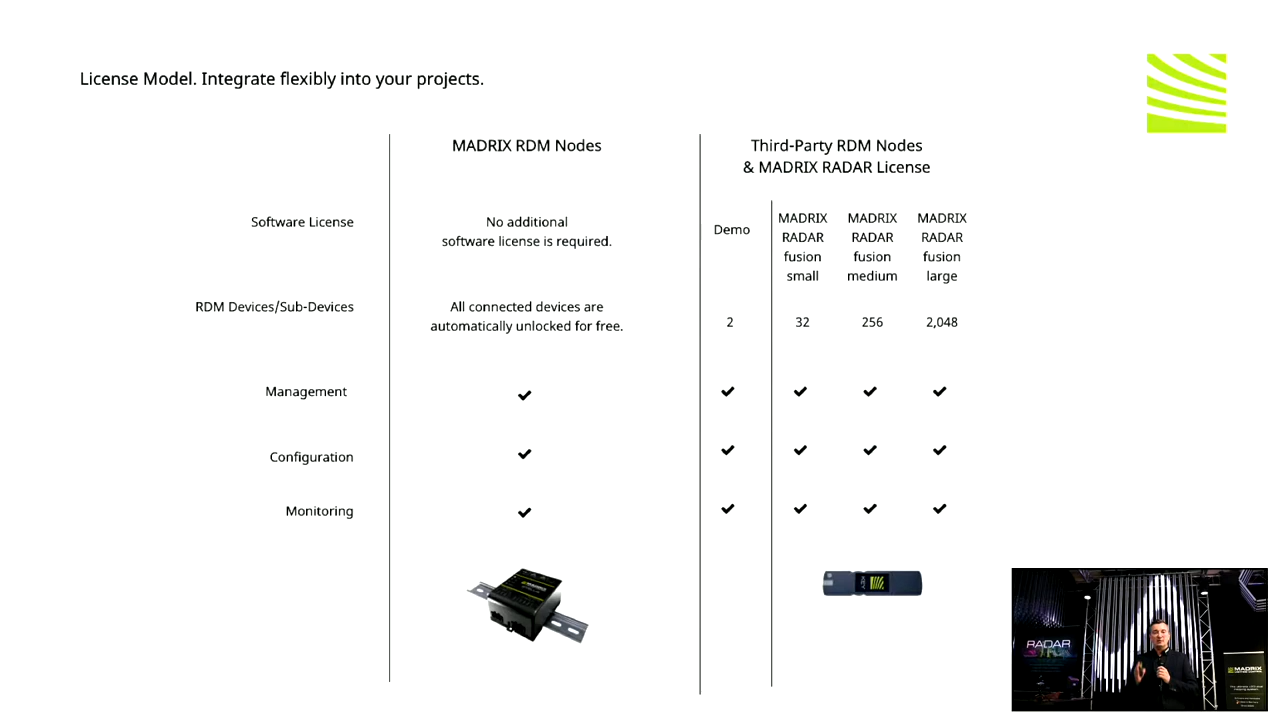 License Model. Integrate flexibly into your projects.
MADRIX RDM Nodes
Third-Party RDM Nodes
& MADRIX RADAR License
Software License
No additional
software license is required.
Demo
MADRIX
RADAR
fusion
small
MADRIX
RADAR
fusion
medium
MADRIX
RADAR
fusion
large
RDM Devices/Sub-Devices
All connected devices are
automatically unlocked for free.
2
32
256
2,048
Management
Configuration
Monitoring
RADAR
MADRIX